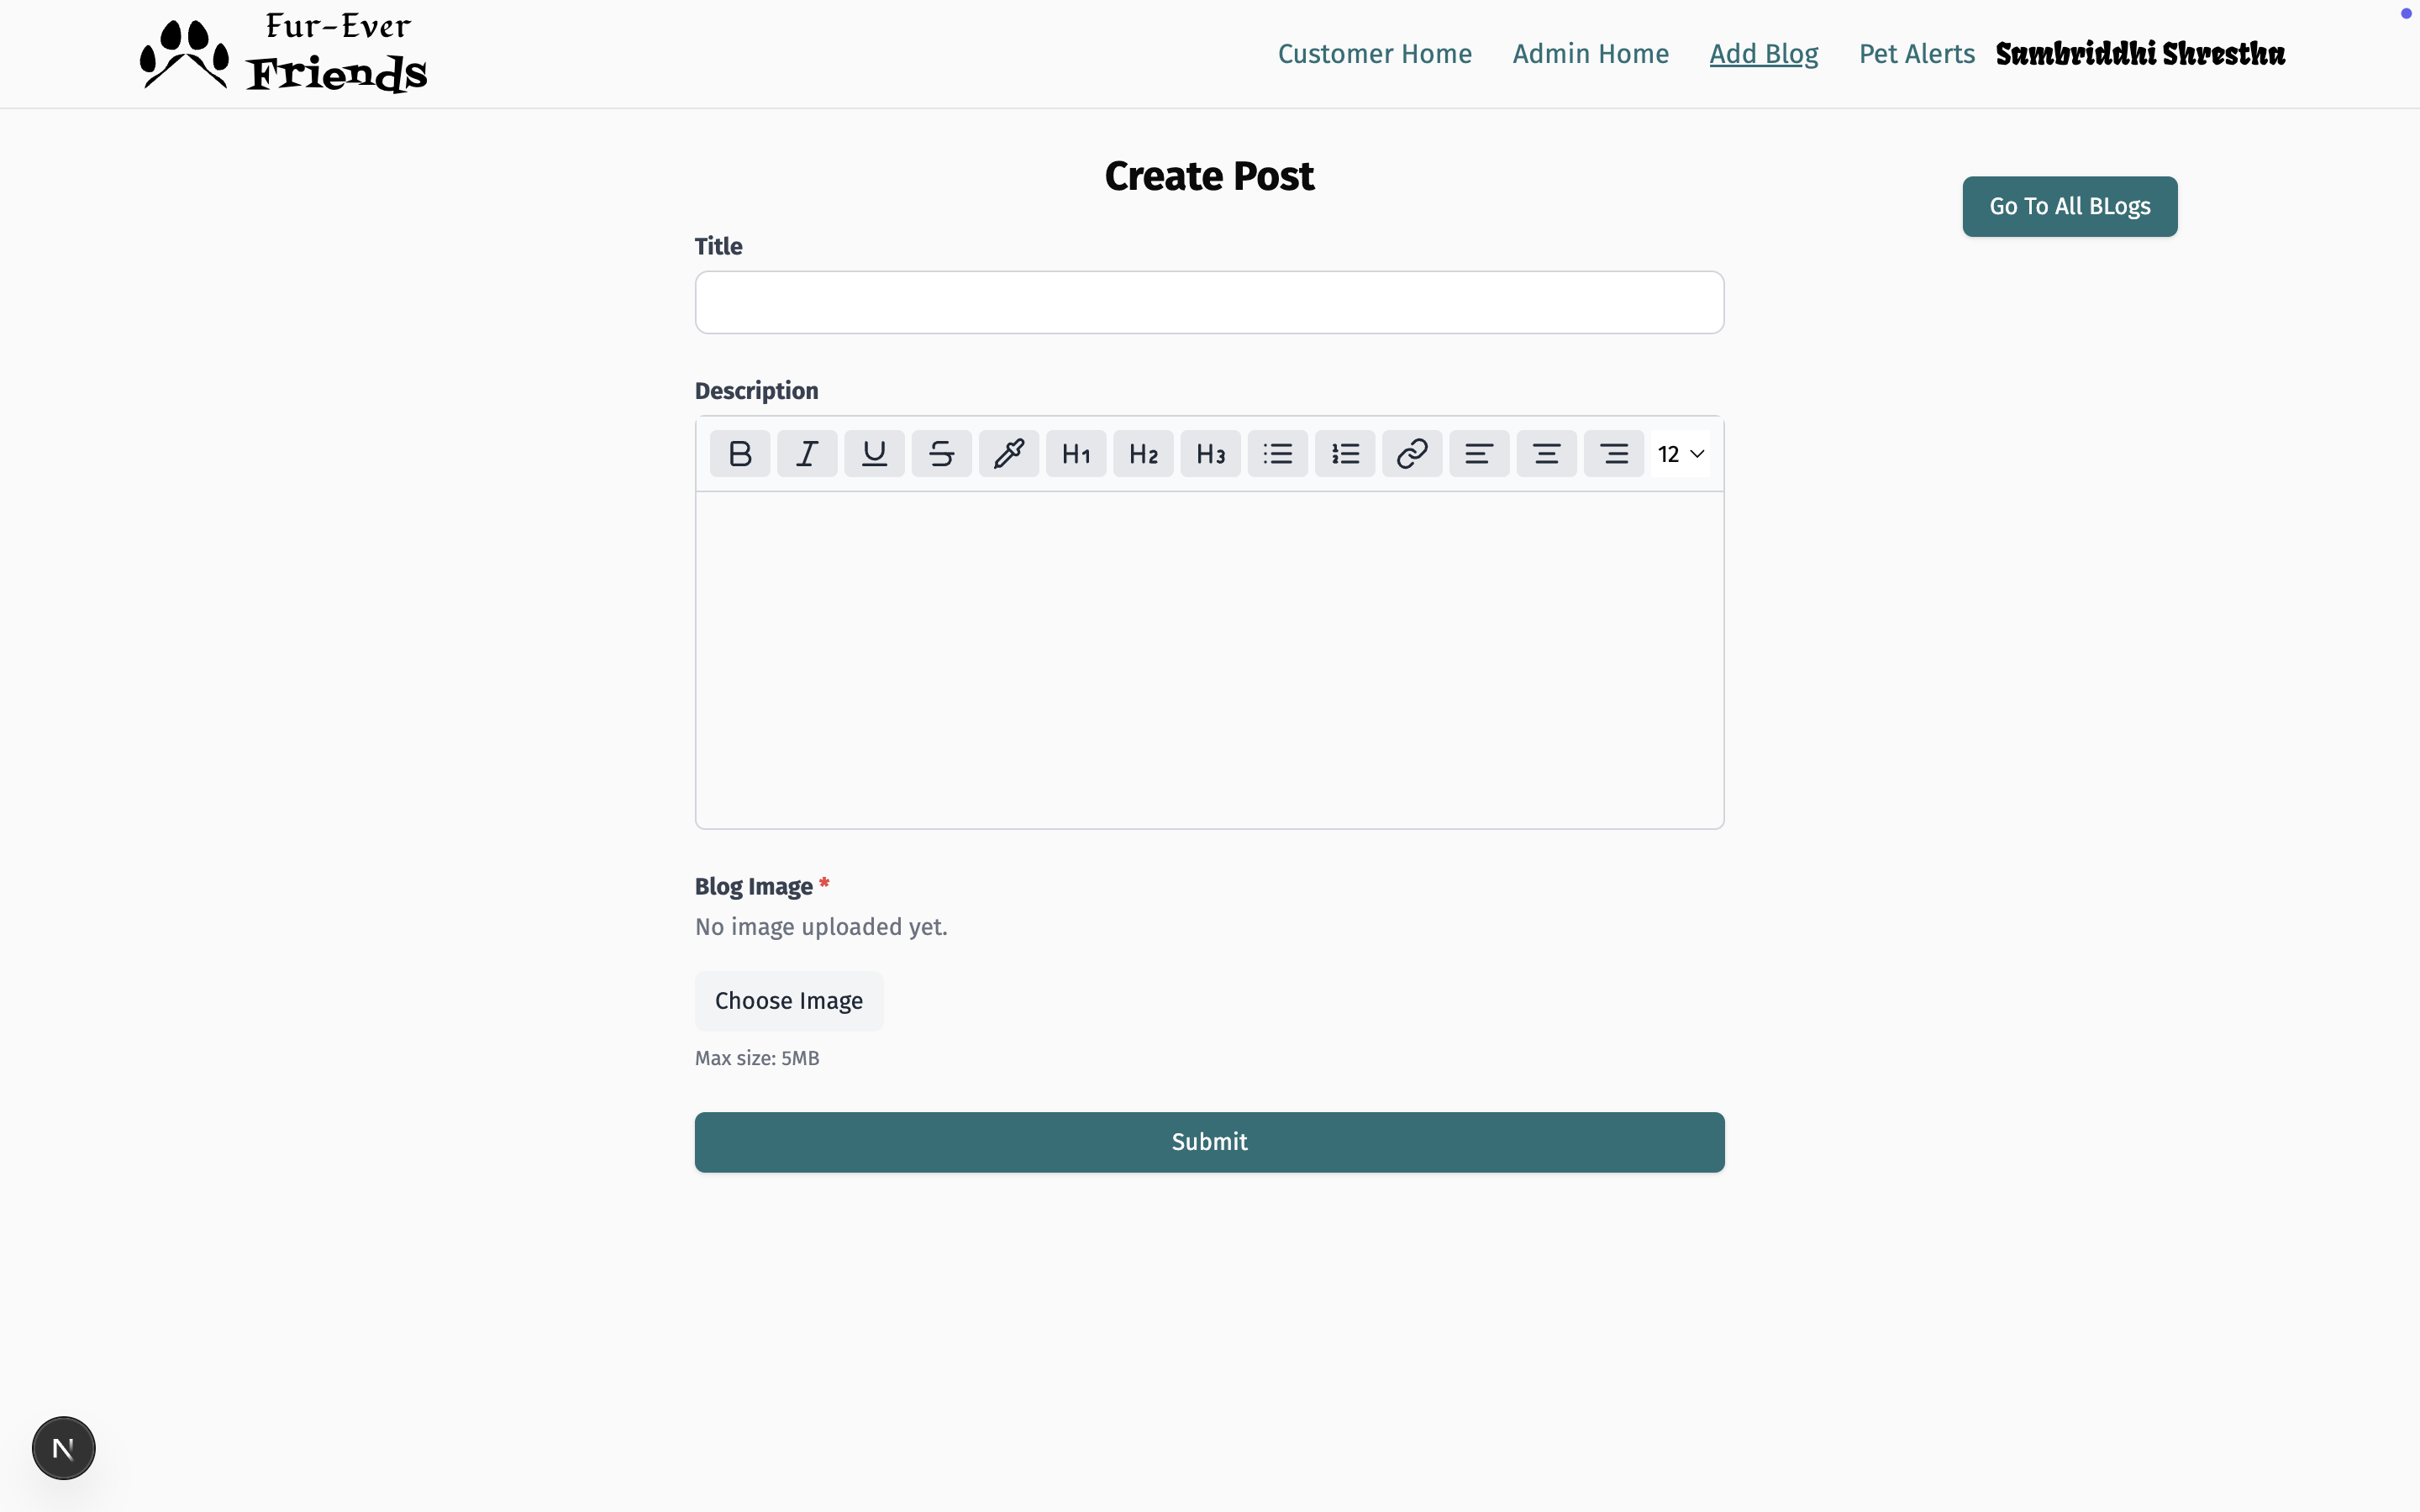 Fur-Ever
Friends
Customer Home Admin Home Add Blog Pet Alerts Sambriddhi Shrestha
Create Post
Go To All BLogs
Title
Description
B I U S H1 H2 H3 12
Blog Image *
No image uploaded yet.
Choose Image
Max size: 5MB
Submit
N